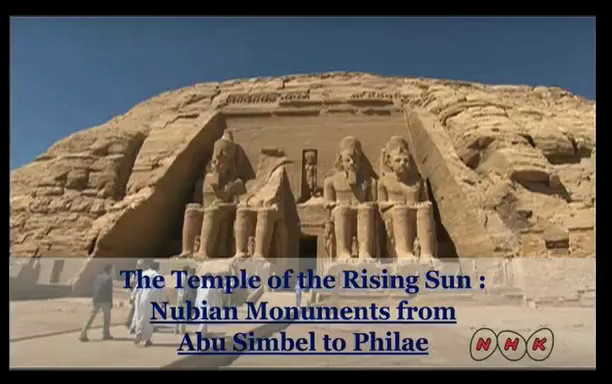 The Temple of the Rising Sun :
Nubian Monuments from
Abu Simbel to Philae
NHK